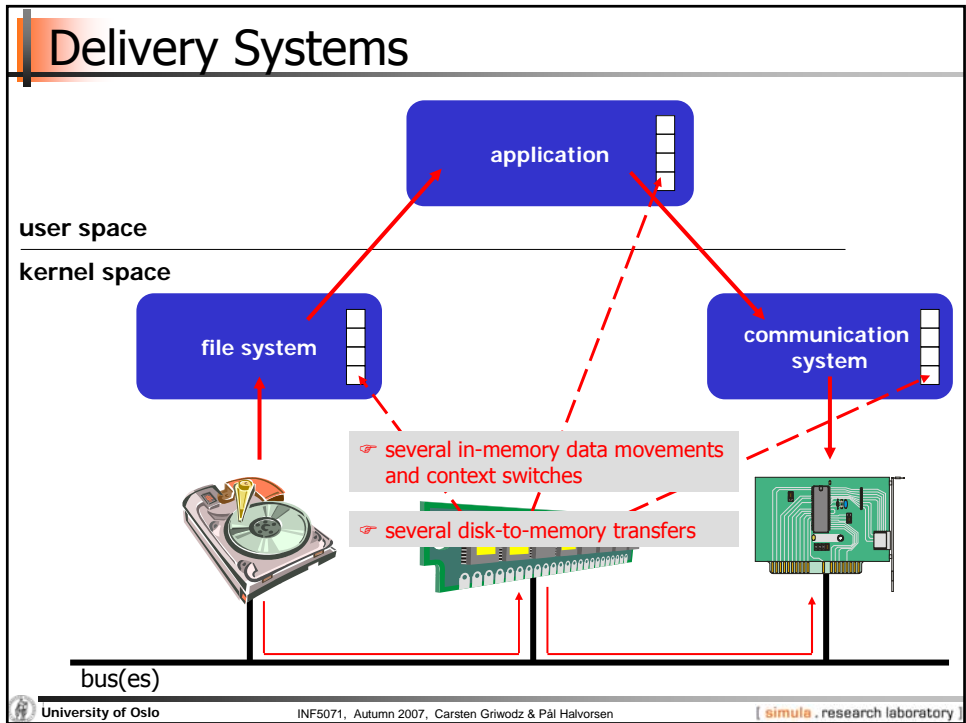 Delivery Systems
application
user space
kernel space
file system
communication
system
☞ several in-memory data movements
and context switches
☞ several disk-to-memory transfers
bus(es)
University of Oslo
INF5071, Autumn 2007, Carsten Griwodz & Pål Halvorsen
[ simula . research laboratory ]